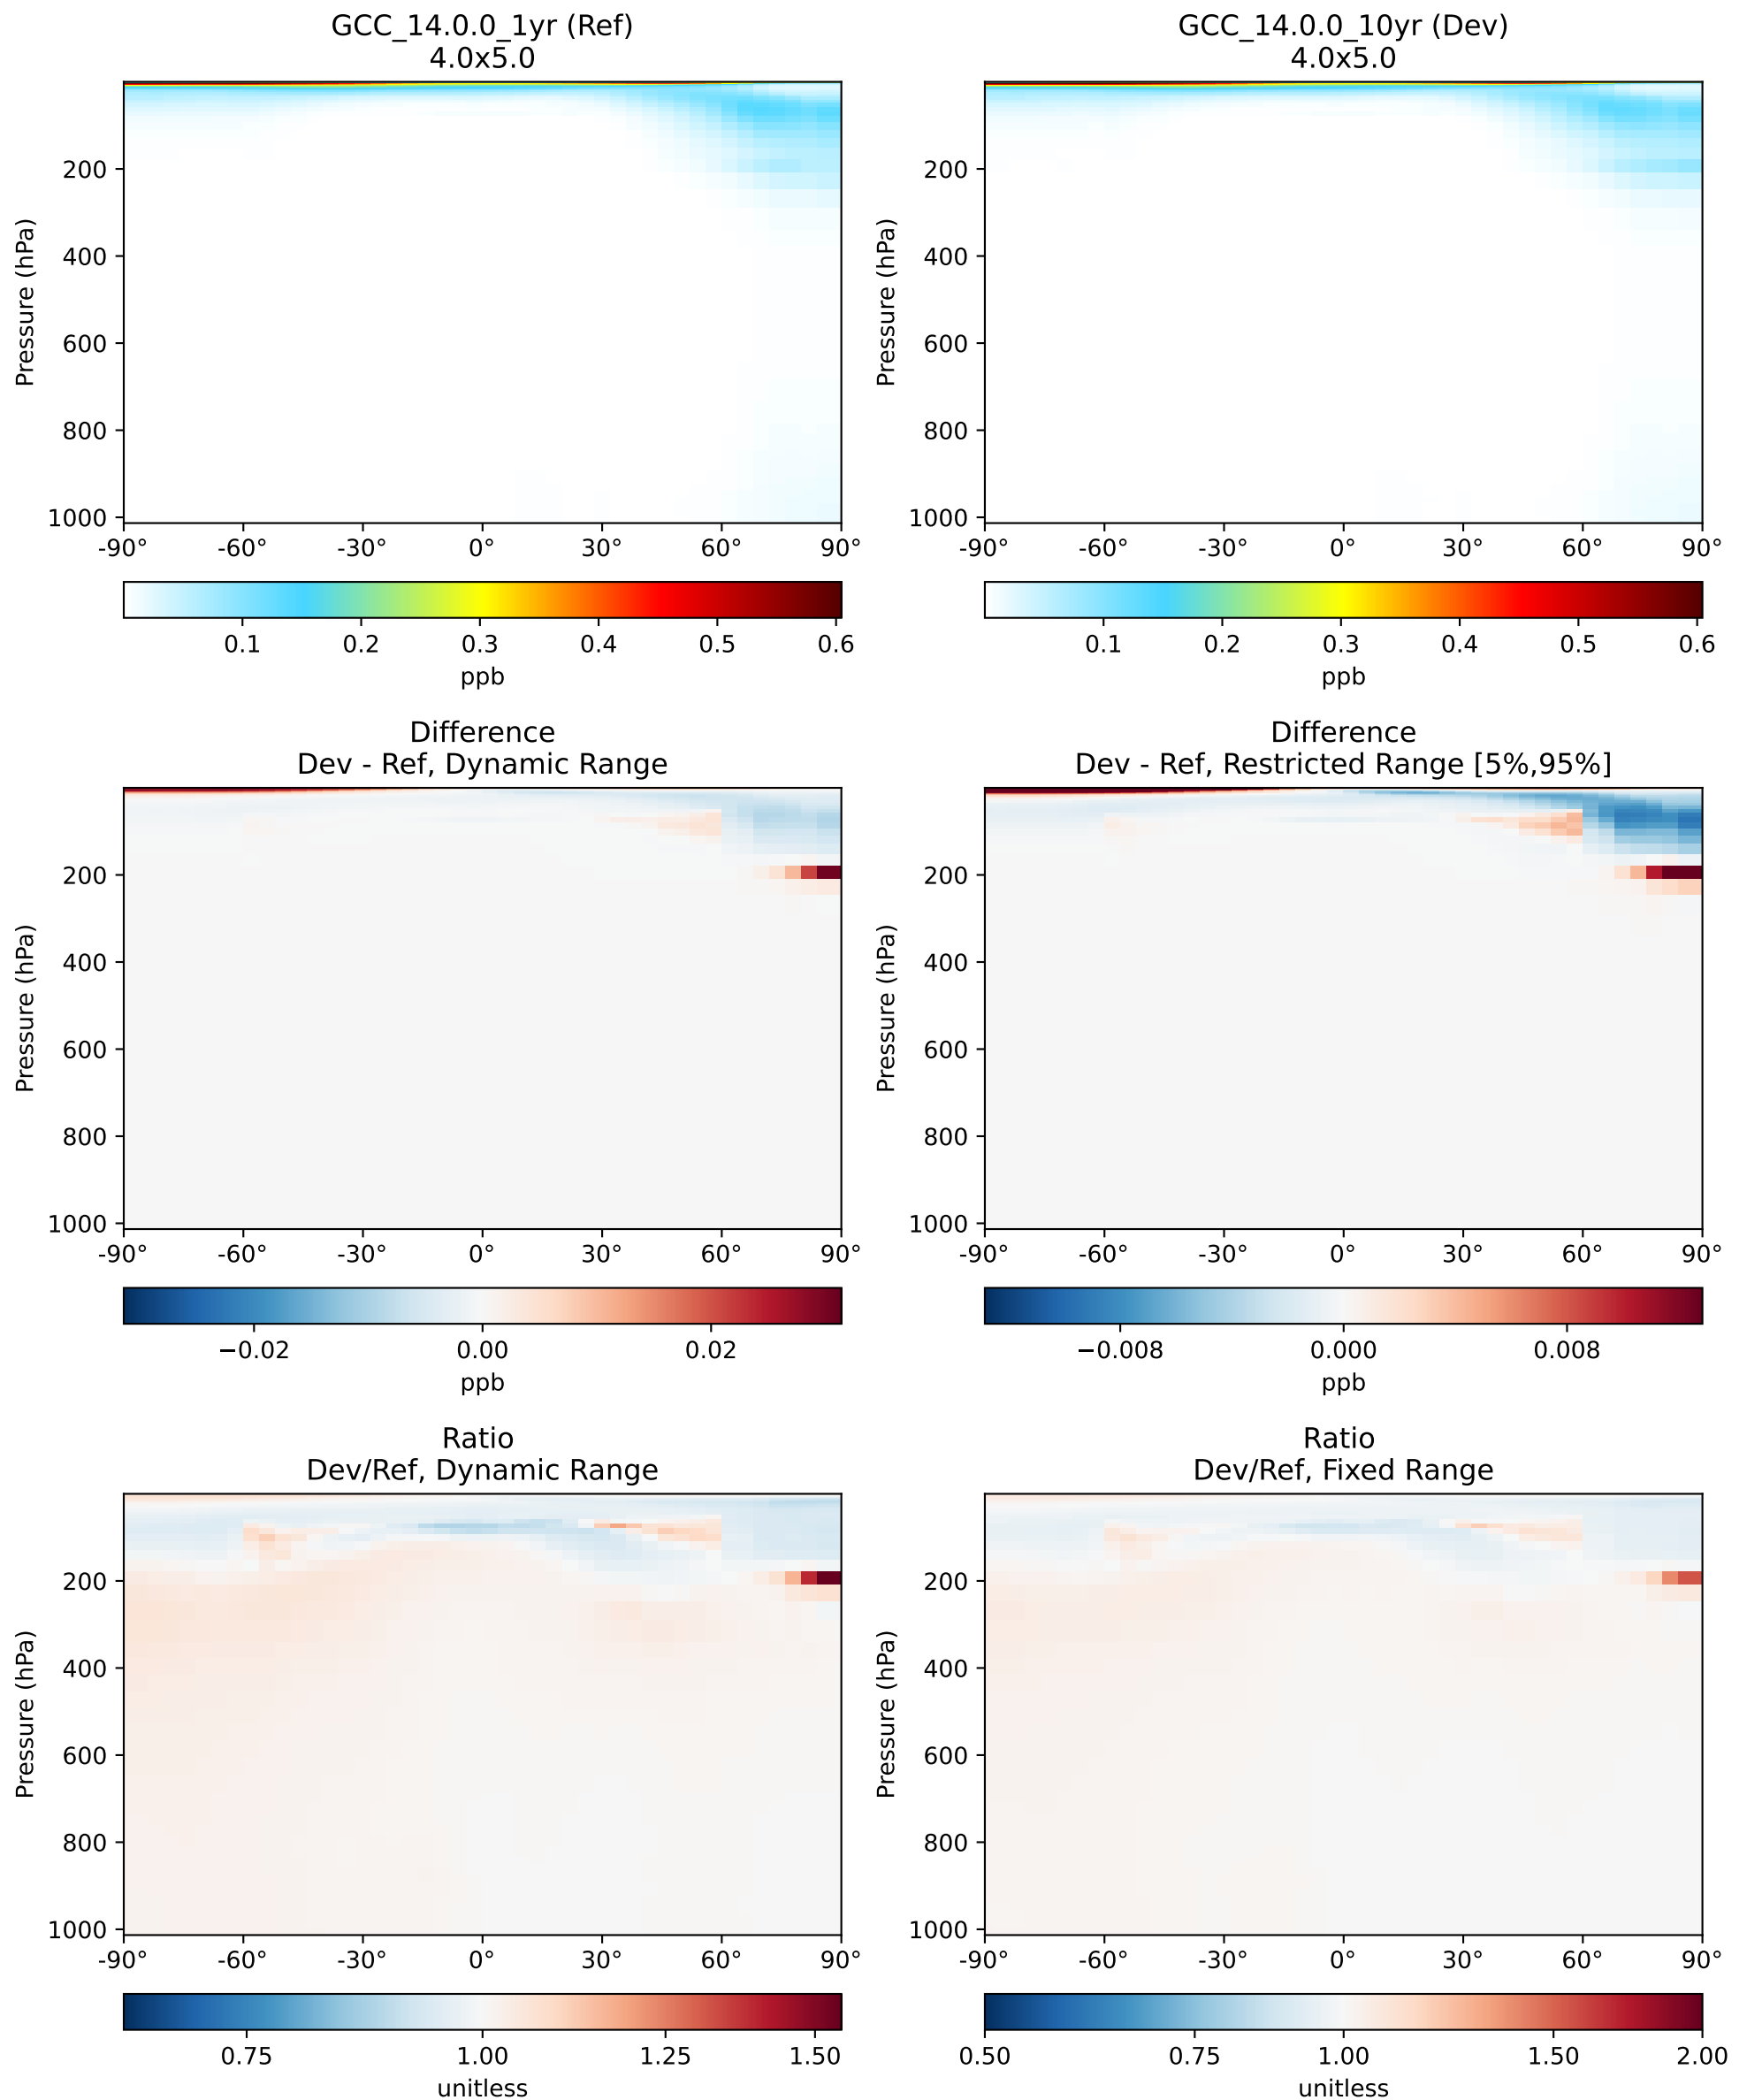 GCC_14.0.0_1yr (Ref)
4.0x5.0
GCC_14.0.0_10yr (Dev)
4.0x5.0
Pressure (hPa)
200
400
600
800
1000
-90° -60° -30° 0° 30° 60° 90°
0.1 0.2 0.3 0.4 0.5 0.6
ppb
Pressure (hPa)
200
400
600
800
1000
-90° -60° -30° 0° 30° 60° 90°
0.1 0.2 0.3 0.4 0.5 0.6
ppb
Difference
Dev - Ref, Dynamic Range
Pressure (hPa)
200
400
600
800
1000
-90° -60° -30° 0° 30° 60° 90°
−0.02 0.00 0.02
ppb
Difference
Dev - Ref, Restricted Range [5%,95%]
Pressure (hPa)
200
400
600
800
1000
-90° -60° -30° 0° 30° 60° 90°
−0.008 0.000 0.008
ppb
Ratio
Dev/Ref, Dynamic Range
Pressure (hPa)
200
400
600
800
1000
-90° -60° -30° 0° 30° 60° 90°
0.75 1.00 1.25 1.50
unitless
Ratio
Dev/Ref, Fixed Range
Pressure (hPa)
200
400
600
800
1000
-90° -60° -30° 0° 30° 60° 90°
0.50 0.75 1.00 1.50 2.00
unitless